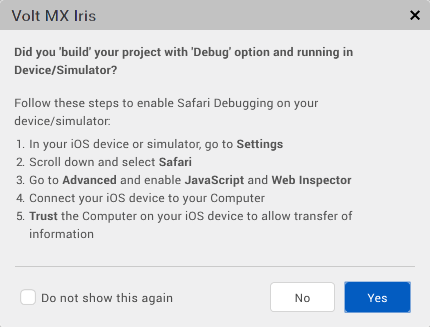 Volt MX Iris
Did you 'build' your project with 'Debug' option and running in
Device/Simulator?
Follow these steps to enable Safari Debugging on your
device/simulator:
1. In your iOS device or simulator, go to Settings
2. Scroll down and select Safari
3. Go to Advanced and enable JavaScript and Web Inspector
4. Connect your iOS device to your Computer
5. Trust the Computer on your iOS device to allow transfer of
information
Do not show this again
No
Yes